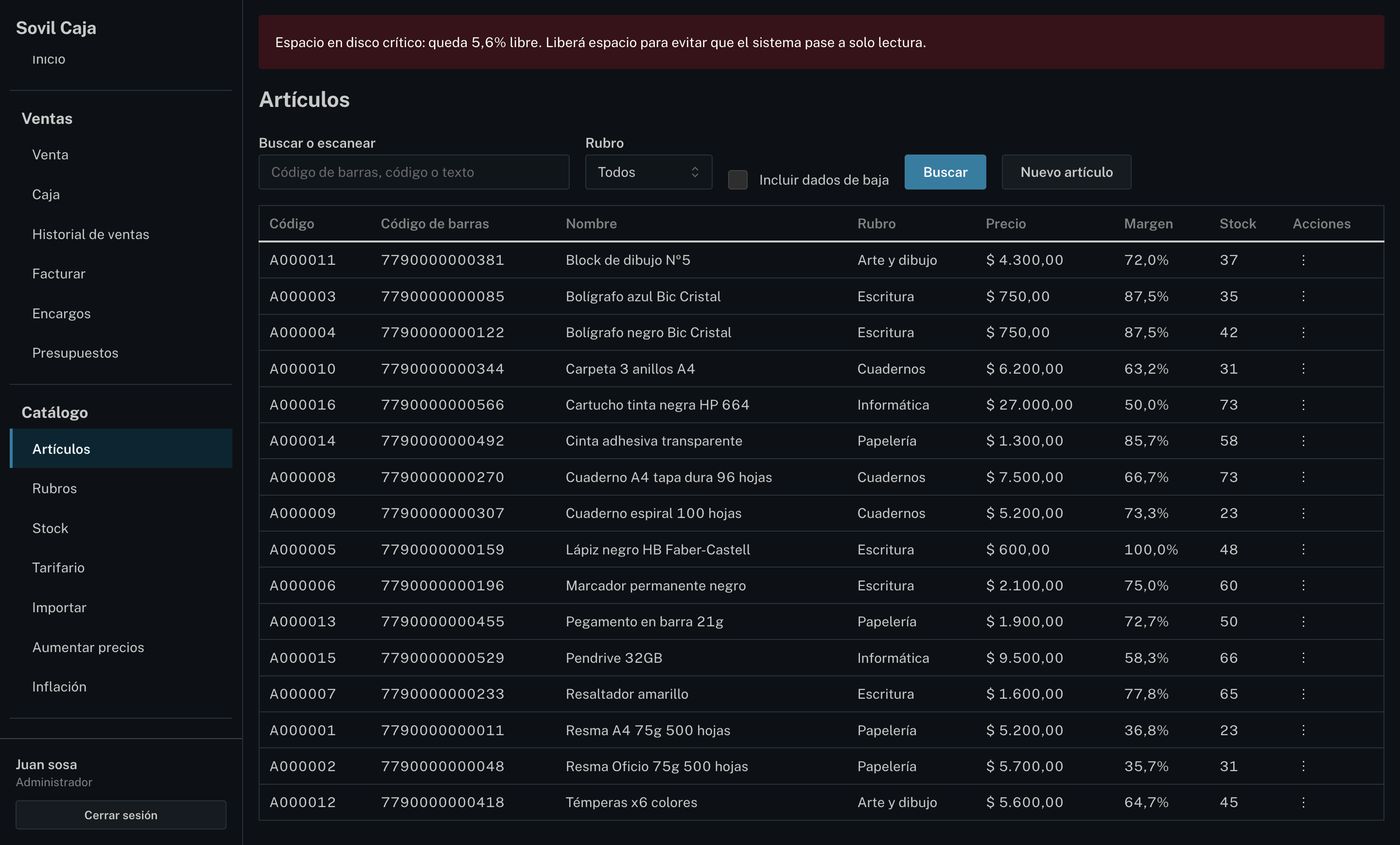 Sovil Caja
Inicio
Ventas
Venta
Caja
Historial de ventas
Facturar
Encargos
Presupuestos
Catálogo
Artículos
Rubros
Stock
Tarifario
Importar
Aumentar precios
Inflación
Juan sosa
Administrador
Cerrar sesión
Espacio en disco crítico: queda 5,6% libre. Liberá espacio para evitar que el sistema pase a solo lectura.
Artículos
Buscar o escanear Rubro
Código de barras, código o texto Todos Incluir dados de baja Buscar Nuevo artículo
Código Código de barras Nombre Rubro Precio Margen Stock Acciones
A000011 7790000000381 Block de dibujo Nº5 Arte y dibujo $ 4.300,00 72,0% 37
A000003 7790000000085 Bolígrafo azul Bic Cristal Escritura $ 750,00 87,5% 35
A000004 7790000000122 Bolígrafo negro Bic Cristal Escritura $ 750,00 87,5% 42
A000010 7790000000344 Carpeta 3 anillos A4 Cuadernos $ 6.200,00 63,2% 31
A000016 7790000000566 Cartucho tinta negra HP 664 Informática $ 27.000,00 50,0% 73
A000014 7790000000492 Cinta adhesiva transparente Papelería $ 1.300,00 85,7% 58
A000008 7790000000270 Cuaderno A4 tapa dura 96 hojas Cuadernos $ 7.500,00 66,7% 73
A000009 7790000000307 Cuaderno espiral 100 hojas Cuadernos $ 5.200,00 73,3% 23
A000005 7790000000159 Lápiz negro HB Faber-Castell Escritura $ 600,00 100,0% 48
A000006 7790000000196 Marcador permanente negro Escritura $ 2.100,00 75,0% 60
A000013 7790000000455 Pegamento en barra 21g Papelería $ 1.900,00 72,7% 50
A000015 7790000000529 Pendrive 32GB Informática $ 9.500,00 58,3% 66
A000007 7790000000233 Resaltador amarillo Escritura $ 1.600,00 77,8% 65
A000001 7790000000011 Resma A4 75g 500 hojas Papelería $ 5.200,00 36,8% 23
A000002 7790000000048 Resma Oficio 75g 500 hojas Papelería $ 5.700,00 35,7% 31
A000012 7790000000418 Témperas x6 colores Arte y dibujo $ 5.600,00 64,7% 45